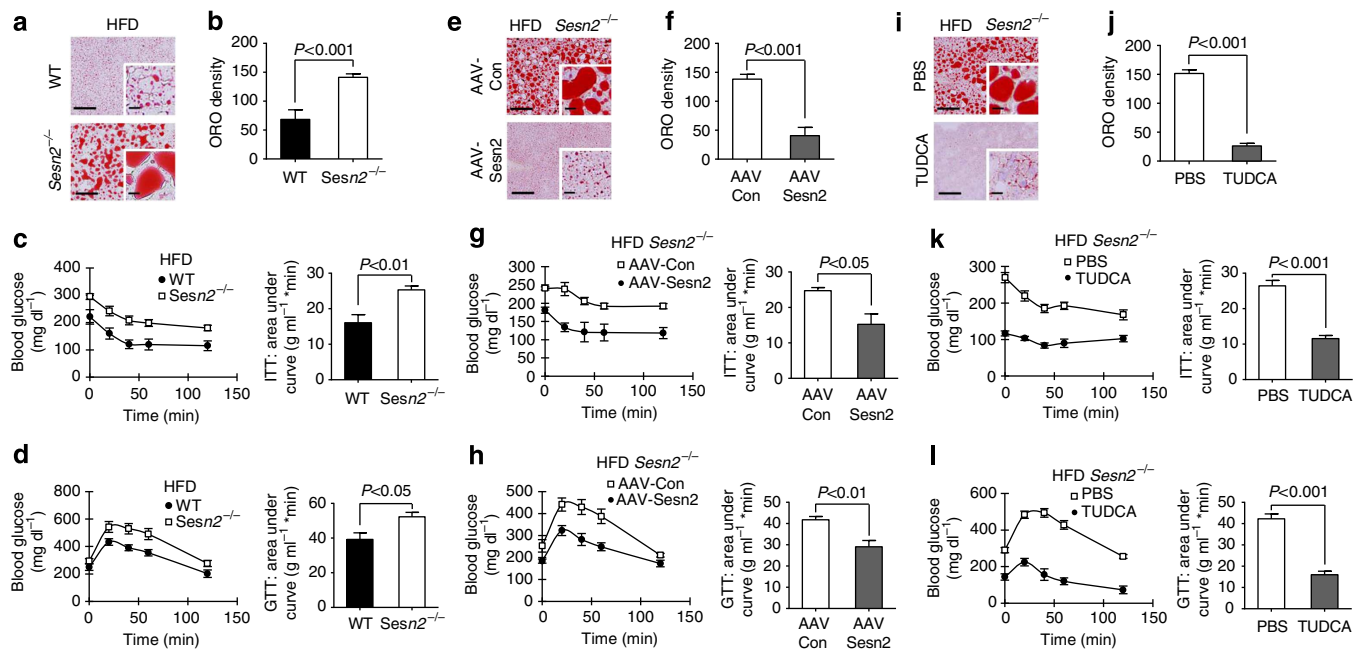 a
HFD
WT
Sesn2−/−
b
P<0.001
ORO density
200
150
100
50
0
WT Sesn2−/−
e
HFD Sesn2−/−
AAV-
Con
AAV-
Sesn2
f
P<0.001
ORO density
200
150
100
50
0
AAV
Con
AAV
Sesn2
i
HFD Sesn2−/−
PBS
TUDCA
j
P<0.001
ORO density
200
150
100
50
0
PBS TUDCA
c
HFD
WT
Sesn2−/−
Blood glucose
(mg dl−1)
400
300
200
100
0 50 100 150
Time (min)
P<0.01
ITT: area under
curve (g ml−1 *min)
30
20
10
0
WT Sesn2−/−
g
HFD Sesn2−/−
AAV-Con
AAV-Sesn2
Blood glucose
(mg dl−1)
300
250
200
150
100
50
0
0 50 100 150
Time (min)
P<0.05
ITT: area under
curve (g ml−1 *min)
30
20
10
0
AAV
Con
AAV
Sesn2
k
HFD Sesn2−/−
PBS
TUDCA
Blood glucose
(mg dl−1)
300
200
100
0
0 50 100 150
Time (min)
P<0.001
ITT: area under
curve (g ml−1 *min)
30
20
10
0
PBS TUDCA
d
HFD
WT
Sesn2−/−
Blood glucose
(mg dl−1)
800
600
400
200
0
0 50 100 150
Time (min)
P<0.05
GTT: area under
curve (g ml−1 *min)
60
40
20
0
WT Sesn2−/−
h
HFD Sesn2−/−
AAV-Con
AAV-Sesn2
Blood glucose
(mg dl−1)
500
400
300
200
100
0
0 50 100 150
Time (min)
P<0.01
GTT: area under
curve (g ml−1 *min)
50
40
30
20
10
0
AAV
Con
AAV
Sesn2
l
HFD Sesn2−/−
PBS
TUDCA
Blood glucose
(mg dl−1)
600
400
200
0
0 50 100 150
Time (min)
P<0.001
GTT: area under
curve (g ml−1 *min)
50
40
30
20
10
0
PBS TUDCA